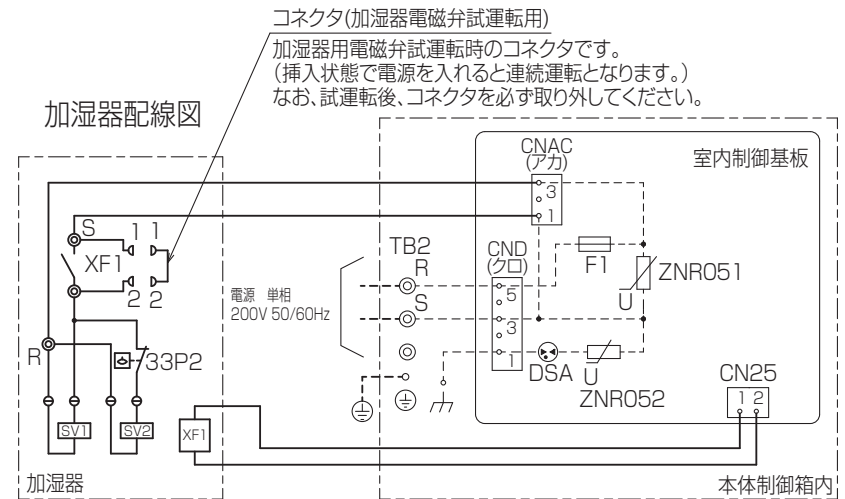 コネクタ(加湿器電磁弁試運転用)
加湿器用電磁弁試運転時のコネクタです。
(挿入状態で電源を入れると連続運転となります。)
なお、試運転後、コネクタを必ず取り外してください。
加湿器配線図
CNAC
(アカ)
室内制御基板
3
1
S
1 1
XF1
2 2
TB2
R
CND
(クロ)
F1
ZNR051
U
電源 単相
200V 50/60Hz
S
5
3
1
R
33P2
DSA
U
ZNR052
CN25
1 2
SV1
SV2
XF1
加湿器
本体制御箱内